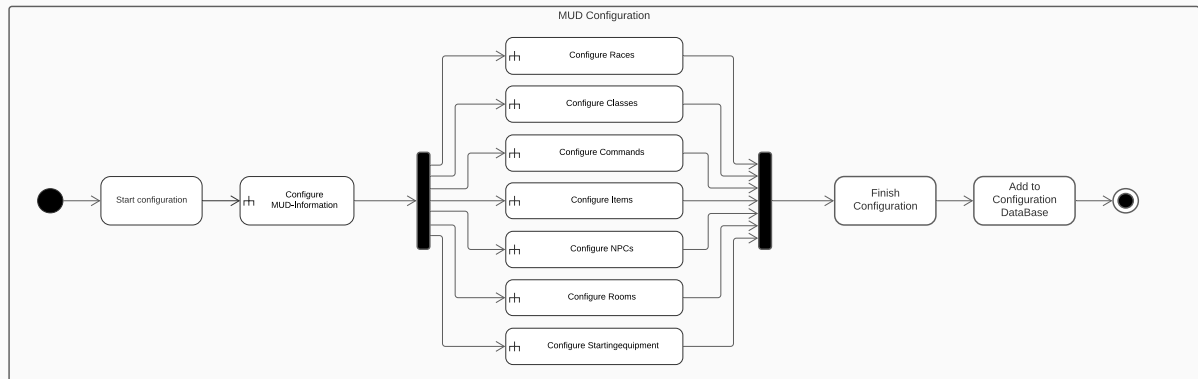 MUD Configuration
Start configuration
Configure
MUD-Information
Configure Races
Configure Classes
Configure Commands
Configure Items
Configure NPCs
Configure Rooms
Configure Startingequipment
Finish
Configuration
Add to
Configuration
DataBase